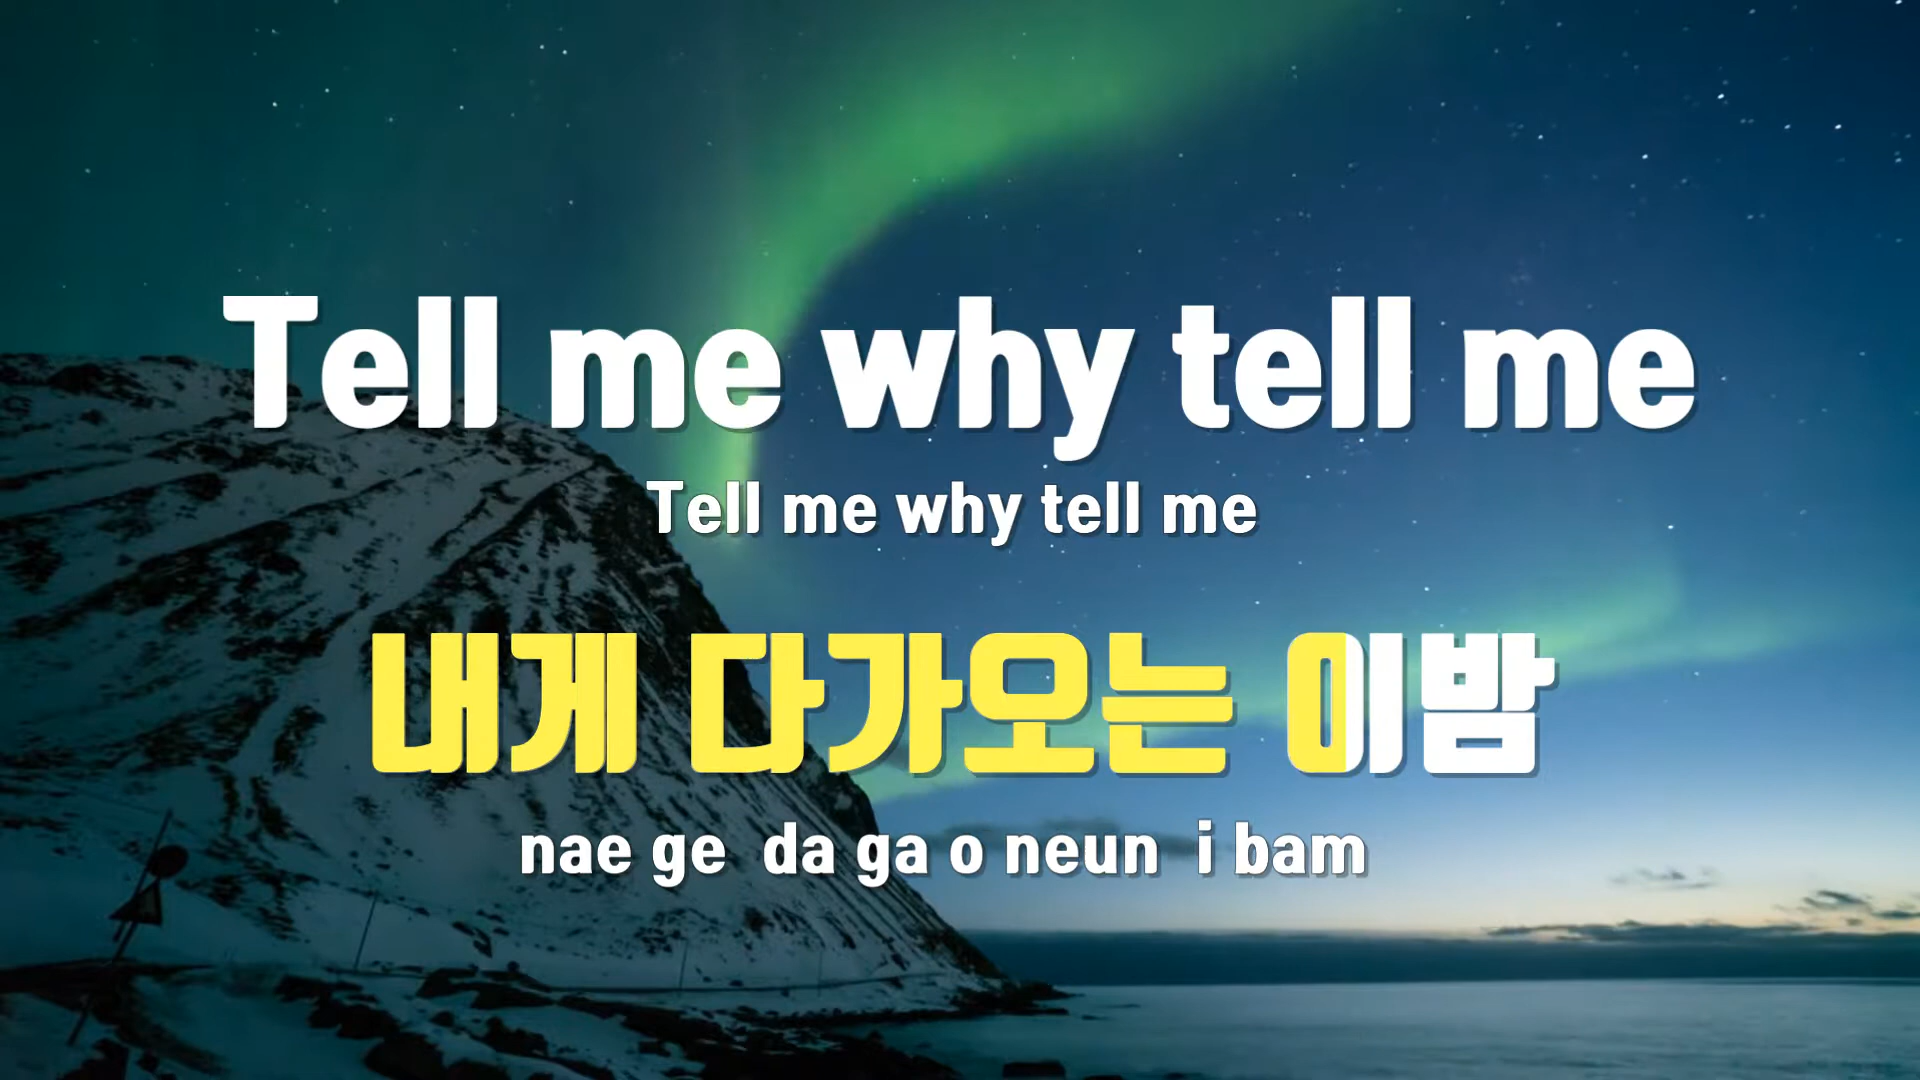 Tell me why tell me
Tell me why tell me
내게 다가오는 이밤
nae ge da ga o neun i bam